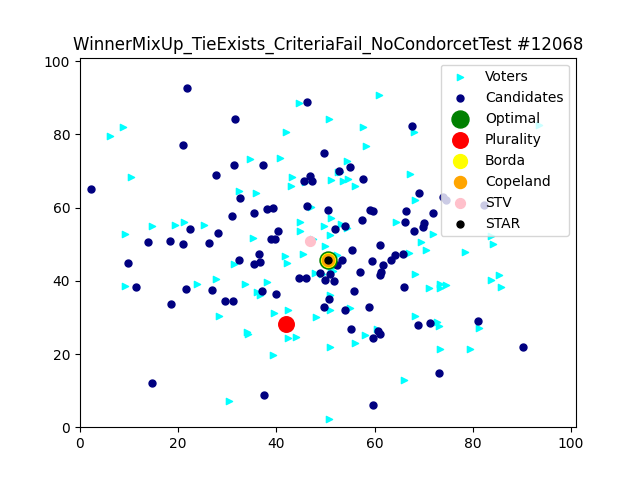 WinnerMixUp_TieExists_CriteriaFail_NoCondorcetTest #12068
100
80
60
40
20
0
0 20 40 60 80 100
Voters
Candidates
Optimal
Plurality
Borda
Copeland
STV
STAR